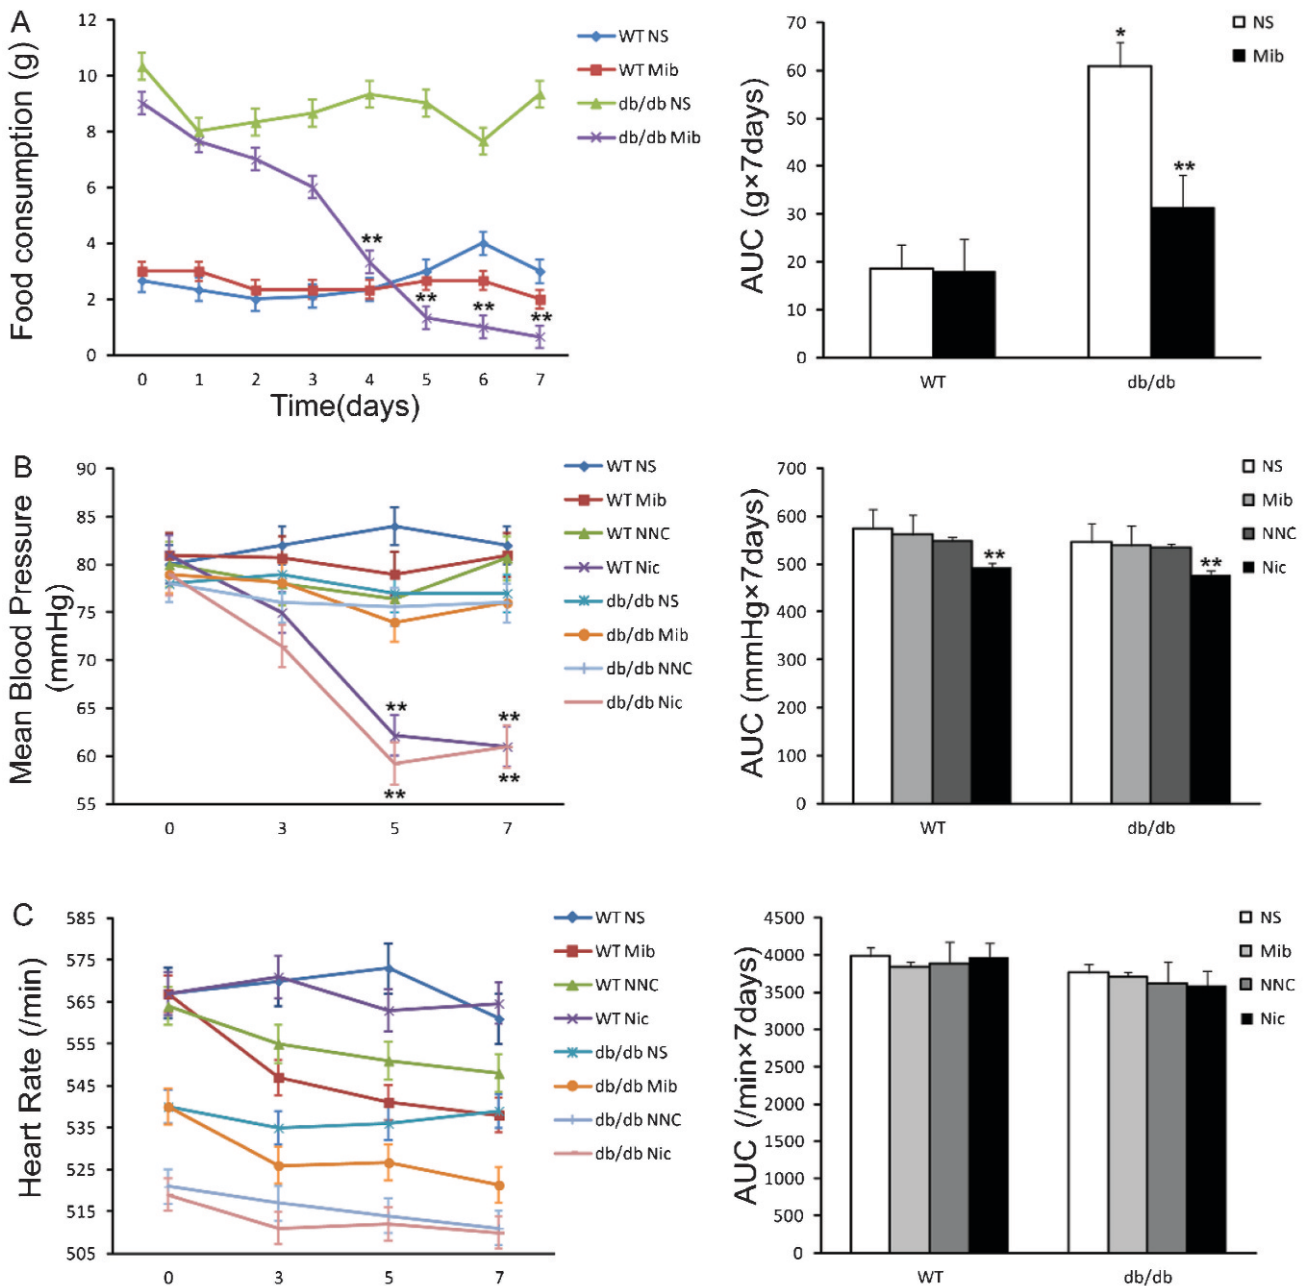 A
Food consumption (g)
12
10
8
6
4
2
0
0 1 2 3 4 5 6 7
Time(days)
**
**
**
**
WT NS
WT Mib
db/db NS
db/db Mib
AUC (g×7days)
70
60
50
40
30
20
10
0
WT db/db
*
**
NS
Mib
B
Mean Blood Pressure
(mmHg)
90
85
80
75
70
65
60
55
0 3 5 7
**
**
**
**
WT NS
WT Mib
WT NNC
WT Nic
db/db NS
db/db Mib
db/db NNC
db/db Nic
AUC (mmHg×7days)
700
600
500
400
300
200
100
0
WT db/db
**
**
NS
Mib
NNC
Nic
C
Heart Rate (/min)
585
575
565
555
545
535
525
515
505
0 3 5 7
WT NS
WT Mib
WT NNC
WT Nic
db/db NS
db/db Mib
db/db NNC
db/db Nic
AUC (/min×7days)
4500
4000
3500
3000
2500
2000
1500
1000
500
0
WT db/db
NS
Mib
NNC
Nic